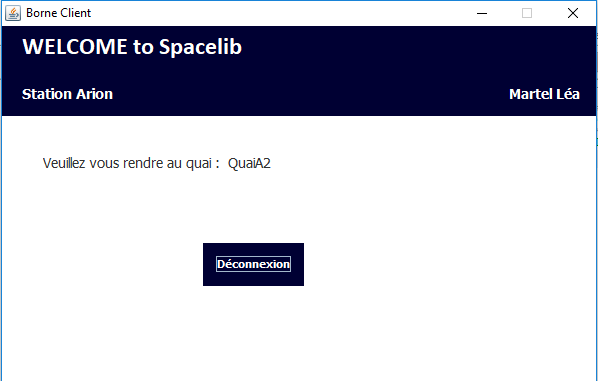 Borne Client
WELCOME to Spacelib
Station Arion
Martel Léa
Veuillez vous rendre au quai : QuaiA2
Déconnexion